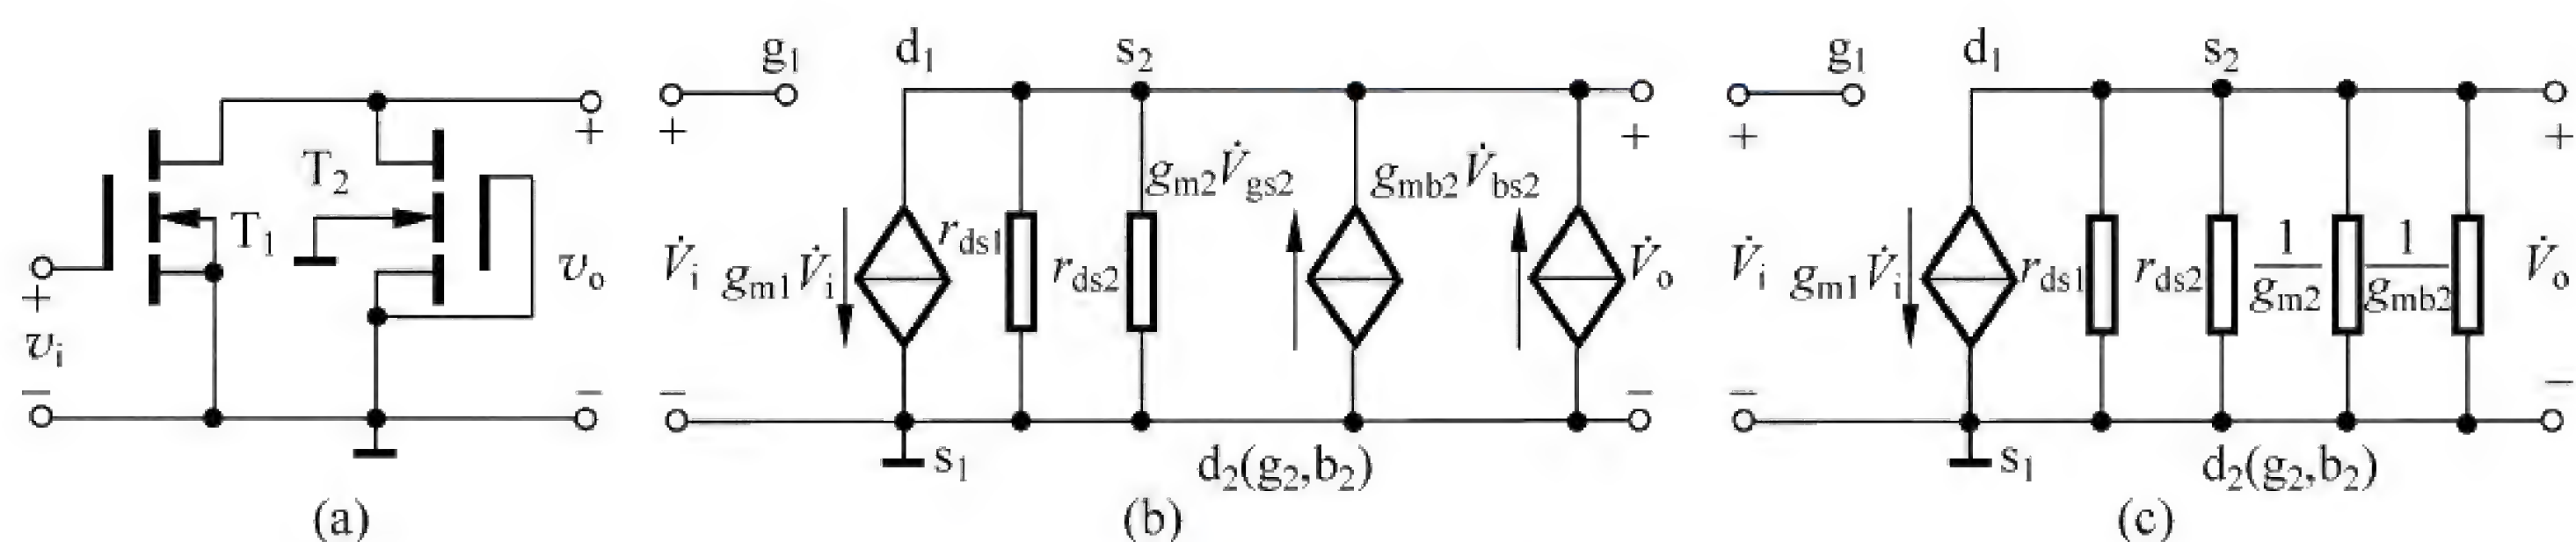 T₁
T₂
+
v_i
−
+
v_o
−
(a)
g₁
d₁
s₂
+
V̇_i
−
g_m1 V̇_i
r_ds1
r_ds2
g_m2 V̇_gs2
g_mb2 V̇_bs2
+
V̇_o
−
s₁
d₂(g₂,b₂)
(b)
g₁
d₁
s₂
+
V̇_i
−
g_m1 V̇_i
r_ds1
r_ds2
1/g_m2
1/g_mb2
+
V̇_o
−
s₁
d₂(g₂,b₂)
(c)